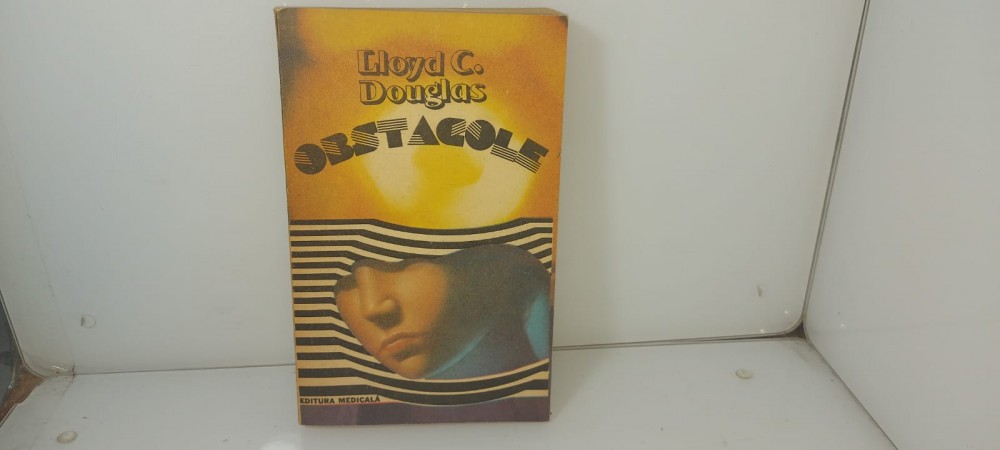 Lloyd C.
Douglas
OBSTACOLE
EDITURA MEDICALĂ